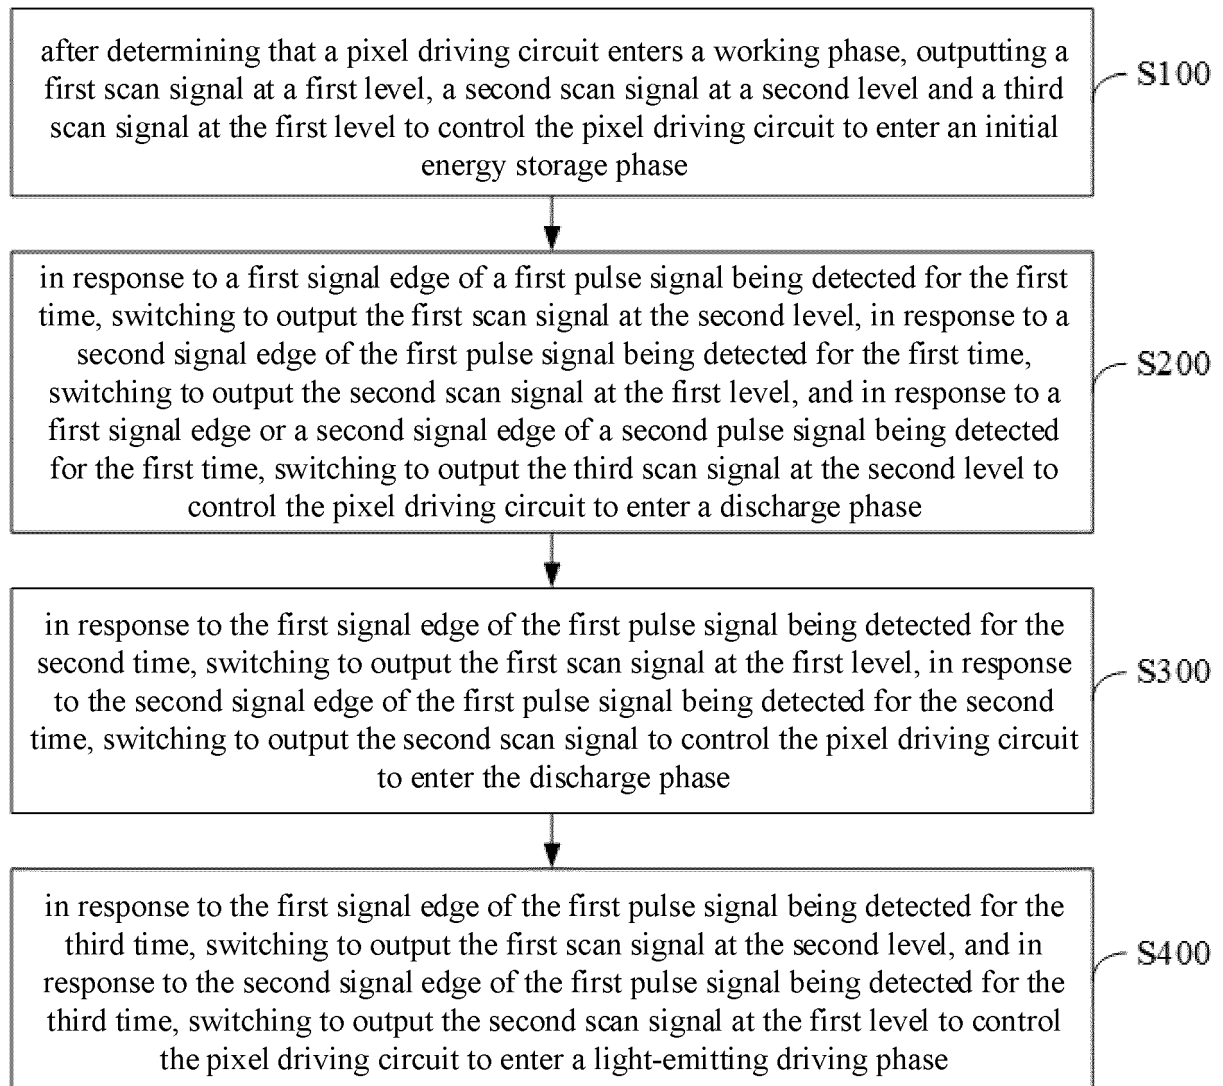 after determining that a pixel driving circuit enters a working phase, outputting a
first scan signal at a first level, a second scan signal at a second level and a third
scan signal at the first level to control the pixel driving circuit to enter an initial
energy storage phase
S100
in response to a first signal edge of a first pulse signal being detected for the first
time, switching to output the first scan signal at the second level, in response to a
second signal edge of the first pulse signal being detected for the first time,
switching to output the second scan signal at the first level, and in response to a
first signal edge or a second signal edge of a second pulse signal being detected
for the first time, switching to output the third scan signal at the second level to
control the pixel driving circuit to enter a discharge phase
S200
in response to the first signal edge of the first pulse signal being detected for the
second time, switching to output the first scan signal at the first level, in response
to the second signal edge of the first pulse signal being detected for the second
time, switching to output the second scan signal to control the pixel driving circuit
to enter the discharge phase
S300
in response to the first signal edge of the first pulse signal being detected for the
third time, switching to output the first scan signal at the second level, and in
response to the second signal edge of the first pulse signal being detected for the
third time, switching to output the second scan signal at the first level to control
the pixel driving circuit to enter a light-emitting driving phase
S400